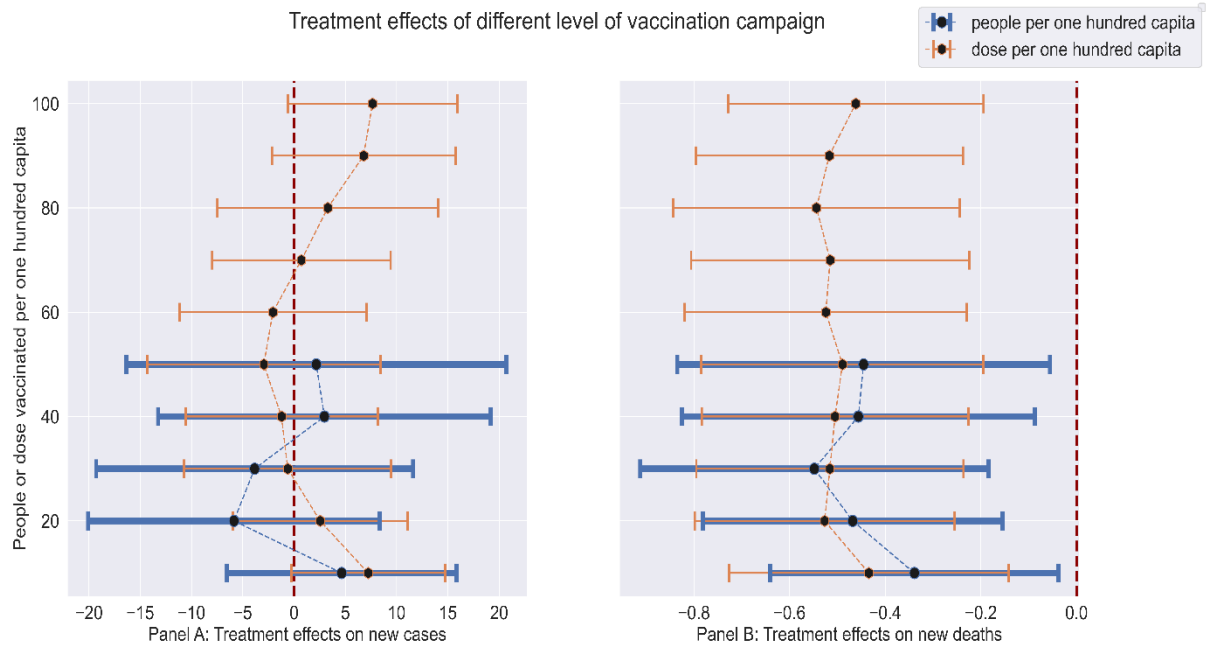 Treatment effects of different level of vaccination campaign
people per one hundred capita
dose per one hundred capita
People or dose vaccinated per one hundred capita
100
80
60
40
20
−20 −15 −10 −5 0 5 10 15 20
Panel A: Treatment effects on new cases
−0.8 −0.6 −0.4 −0.2 0.0
Panel B: Treatment effects on new deaths